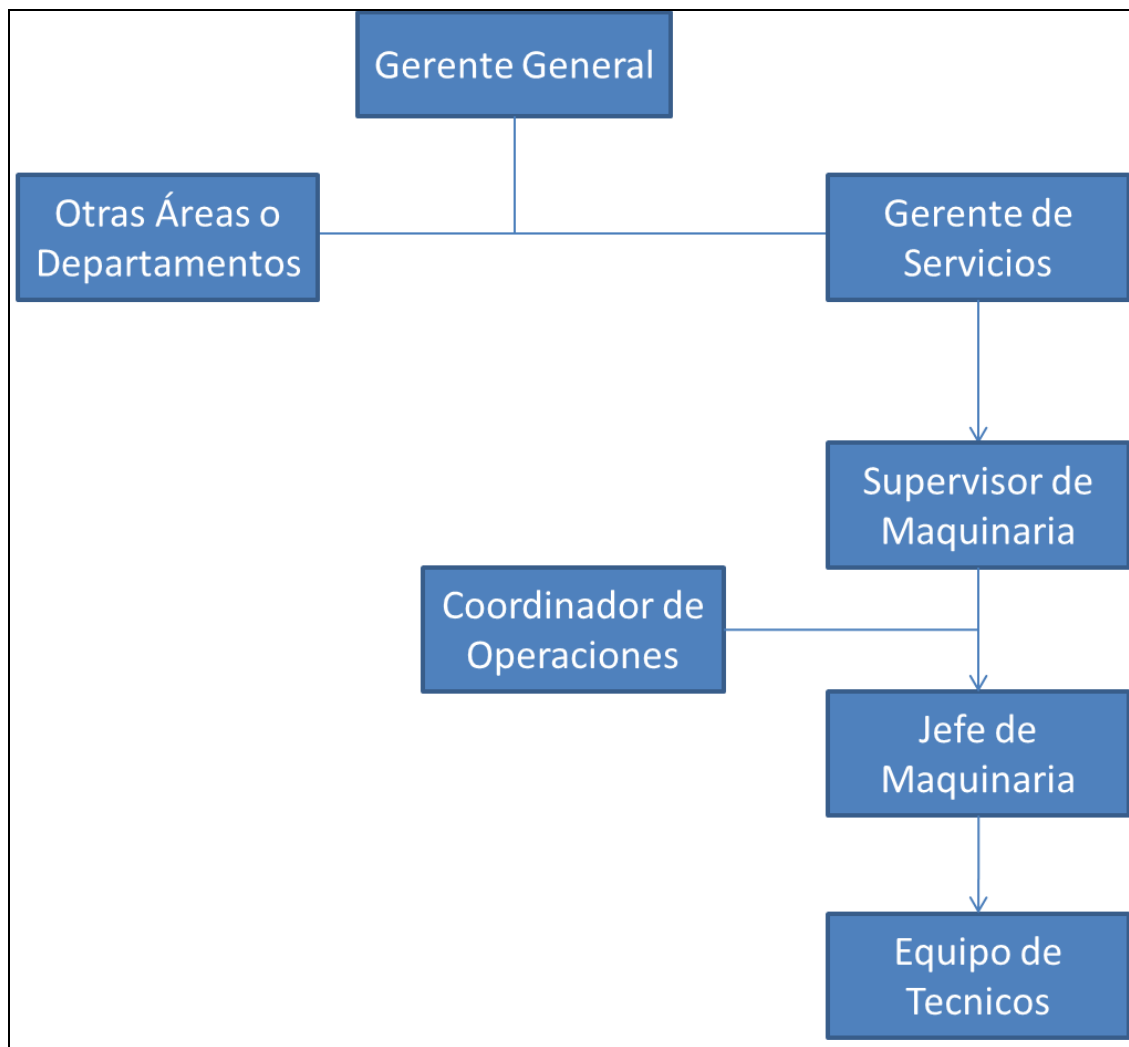 Gerente General
Otras Áreas o
Departamentos
Gerente de
Servicios
Supervisor de
Maquinaria
Coordinador de
Operaciones
Jefe de
Maquinaria
Equipo de
Tecnicos